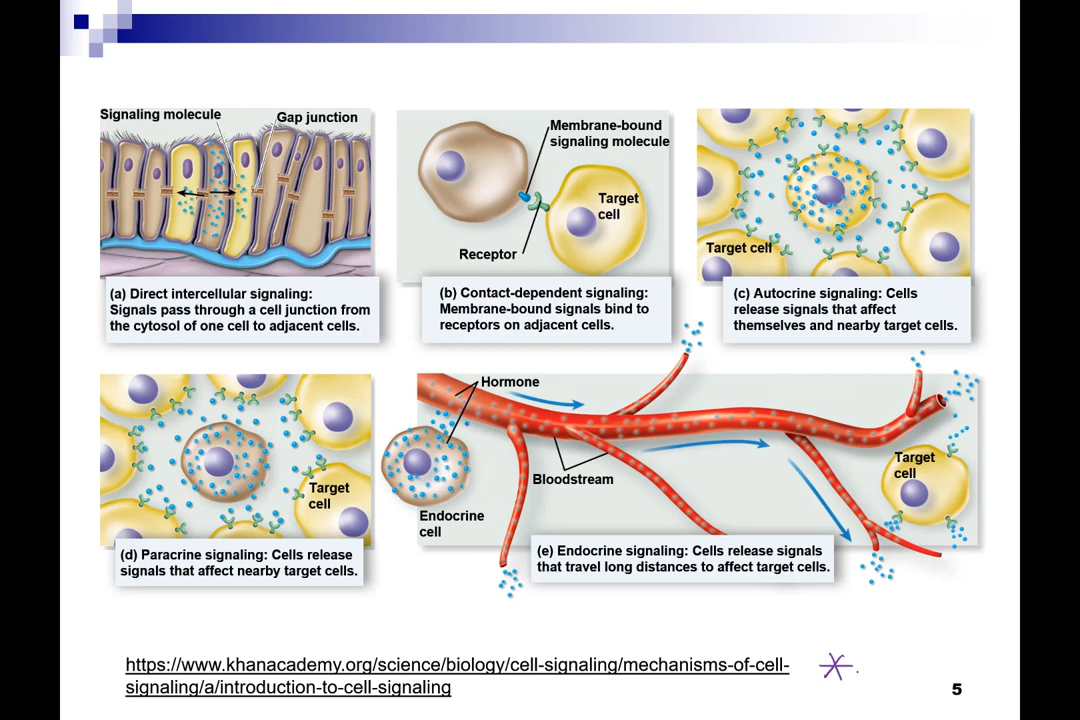 Signaling molecule
Gap junction
(a) Direct intercellular signaling:
Signals pass through a cell junction from
the cytosol of one cell to adjacent cells.
Membrane-bound
signaling molecule
Target
cell
Receptor
(b) Contact-dependent signaling:
Membrane-bound signals bind to
receptors on adjacent cells.
Target cell
(c) Autocrine signaling: Cells
release signals that affect
themselves and nearby target cells.
Target
cell
(d) Paracrine signaling: Cells release
signals that affect nearby target cells.
Hormone
Bloodstream
Endocrine
cell
Target
cell
(e) Endocrine signaling: Cells release signals
that travel long distances to affect target cells.
https://www.khanacademy.org/science/biology/cell-signaling/mechanisms-of-cell-
signaling/a/introduction-to-cell-signaling
5